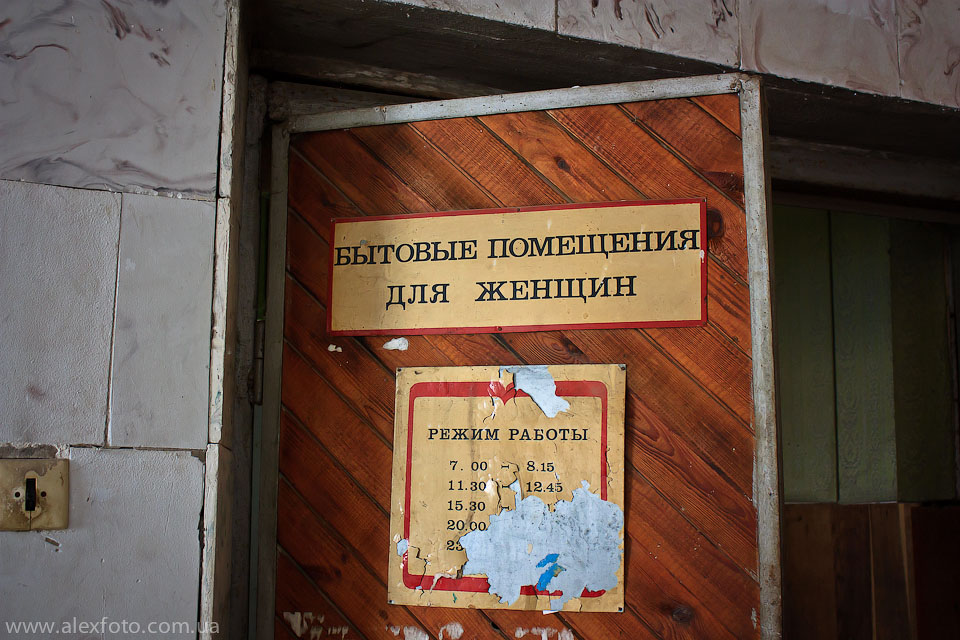 БЫТОВЫЕ ПОМЕЩЕНИЯ
ДЛЯ ЖЕНЩИН
РЕЖИМ РАБОТЫ
7.00 - 8.15
11.30 - 12.45
15.30
20.00
www.alexfoto.com.ua